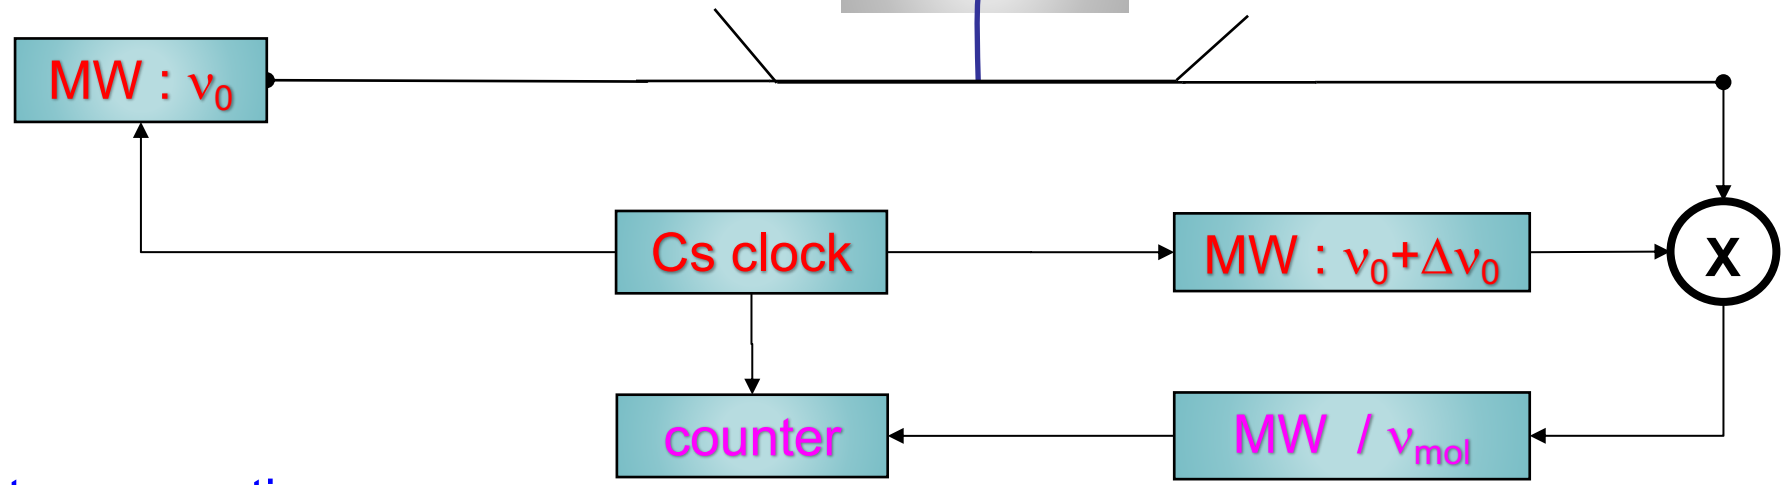 MW : ν₀
Cs clock
MW : ν₀+Δν₀
X
counter
MW / νmol